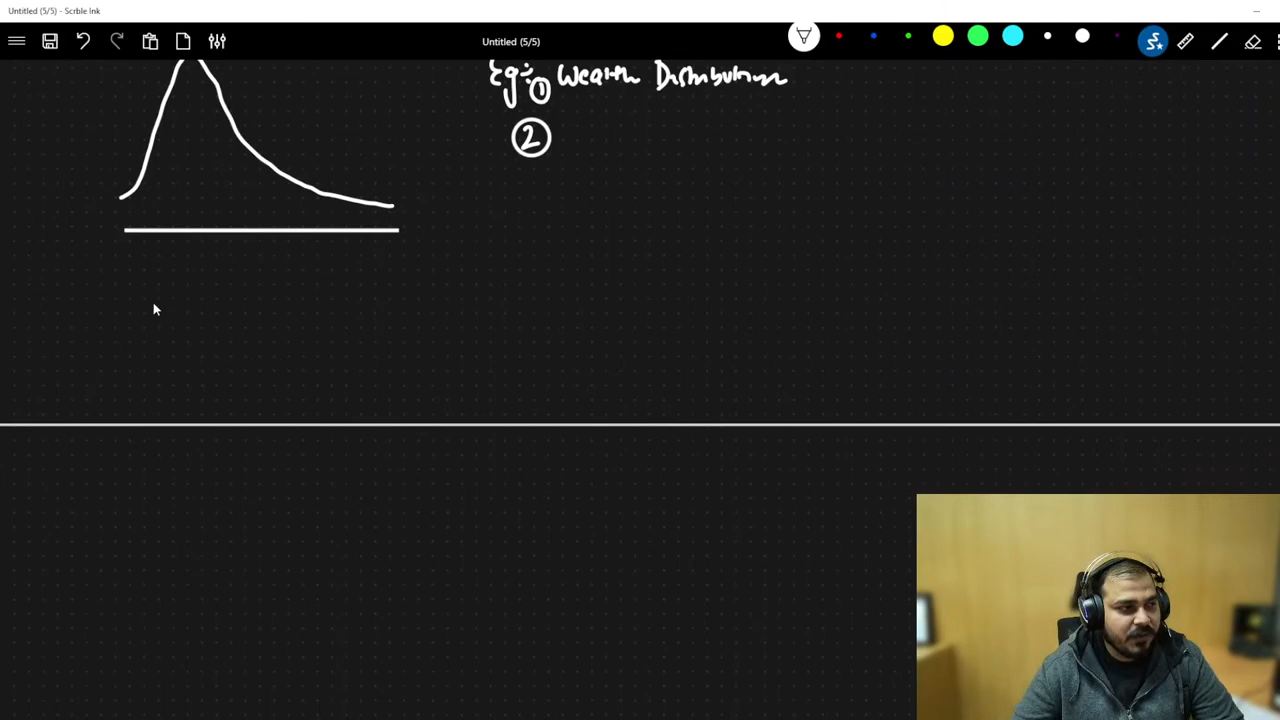 Untitled (5/5) - Scrble Ink
Untitled (5/5)
Eg:- ① Wealth Distribution
②